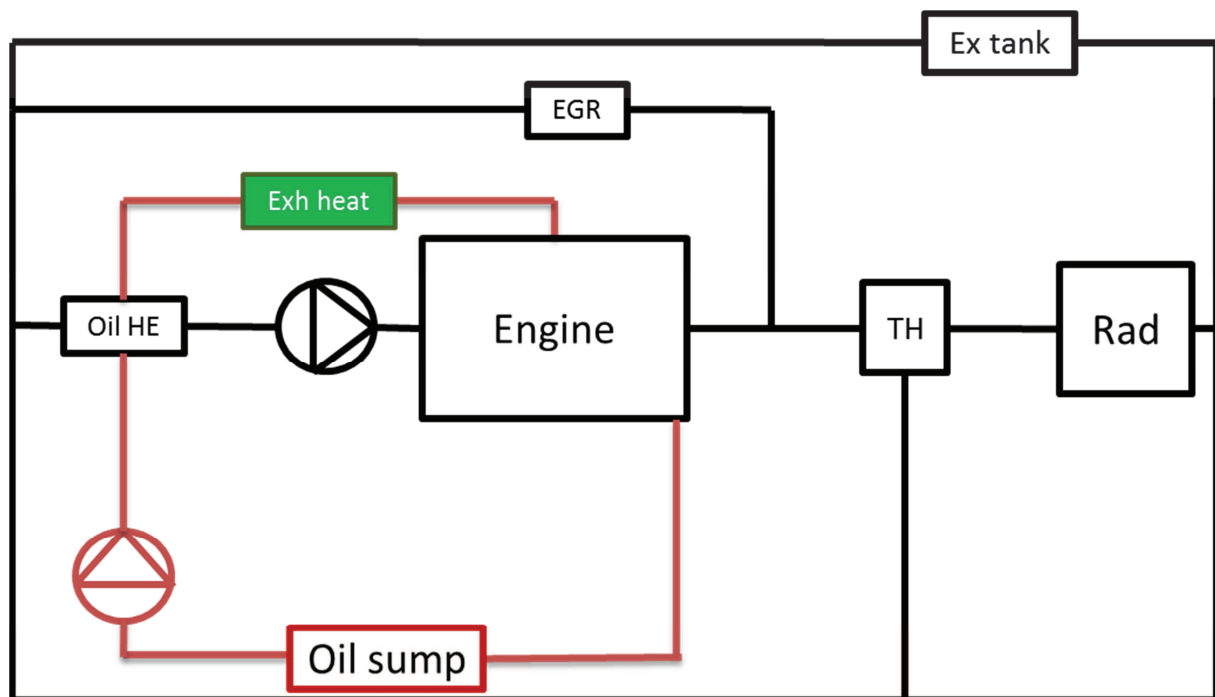 Ex tank
EGR
Exh heat
Oil HE
Engine
TH
Rad
Oil sump